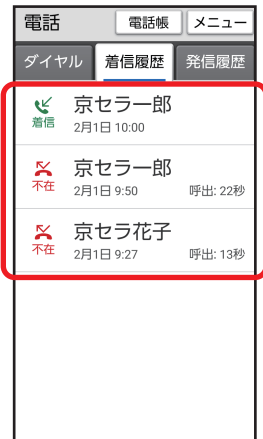 電話 電話帳 メニュー
ダイヤル 着信履歴 発信履歴
京セラ一郎
着信 2月1日 10:00
京セラ一郎
不在 2月1日 9:50 呼出: 22秒
京セラ花子
不在 2月1日 9:27 呼出: 13秒